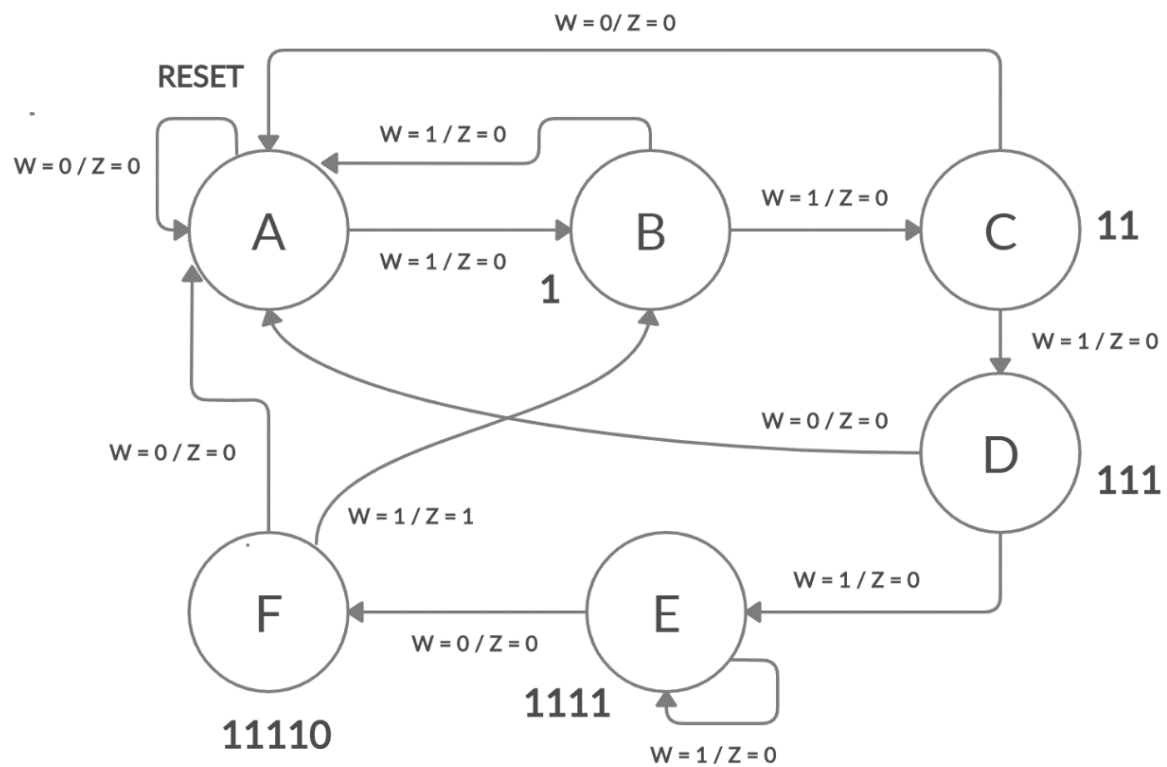 W = 0/ Z = 0
RESET
W = 1 / Z = 0
W = 0 / Z = 0
W = 1 / Z = 0
A
B
C
11
W = 1 / Z = 0
1
W = 1 / Z = 0
W = 0 / Z = 0
D
W = 0 / Z = 0
111
W = 1 / Z = 1
W = 1 / Z = 0
F
E
W = 0 / Z = 0
1111
11110
W = 1 / Z = 0